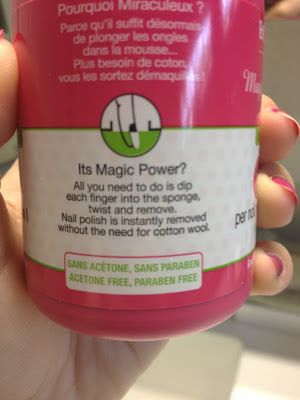 Pourquoi Miraculeux ?
Parce qu'il suffit désormais
de plonger les ongles
dans la mousse...
Plus besoin de coton,
vous les sortez démaquillés!
Its Magic Power?
All you need to do is dip
each finger into the sponge,
twist and remove.
Nail polish is instantly removed
without the need for cotton wool.
SANS ACÉTONE, SANS PARABEN
ACETONE FREE, PARABEN FREE